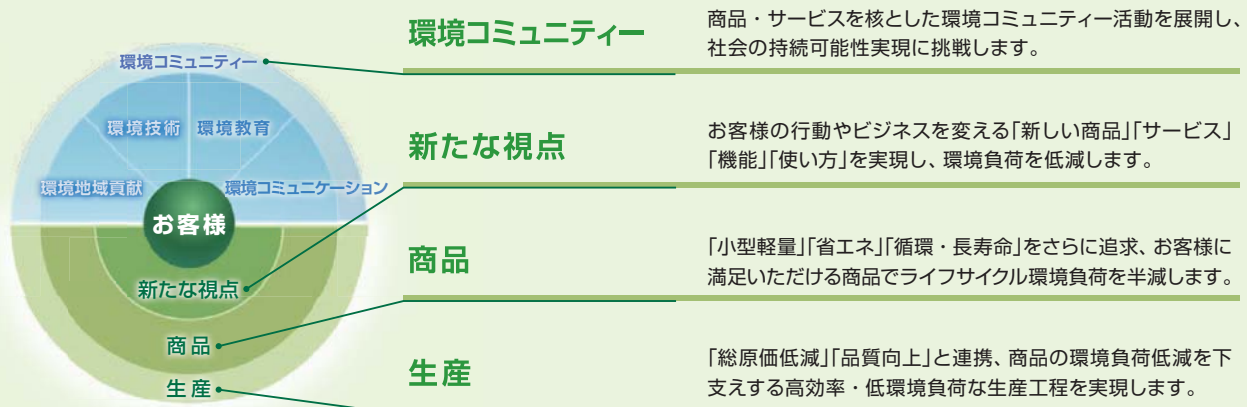 環境コミュニティー
環境技術
環境教育
環境地域貢献
環境コミュニケーション
お客様
新たな視点
商品
生産
環境コミュニティー
商品・サービスを核とした環境コミュニティー活動を展開し、
社会の持続可能性実現に挑戦します。
新たな視点
お客様の行動やビジネスを変える「新しい商品」「サービス」
「機能」「使い方」を実現し、環境負荷を低減します。
商品
「小型軽量」「省エネ」「循環・長寿命」をさらに追求、お客様に
満足いただける商品でライフサイクル環境負荷を半減します。
生産
「総原価低減」「品質向上」と連携、商品の環境負荷低減を下
支えする高効率・低環境負荷な生産工程を実現します。